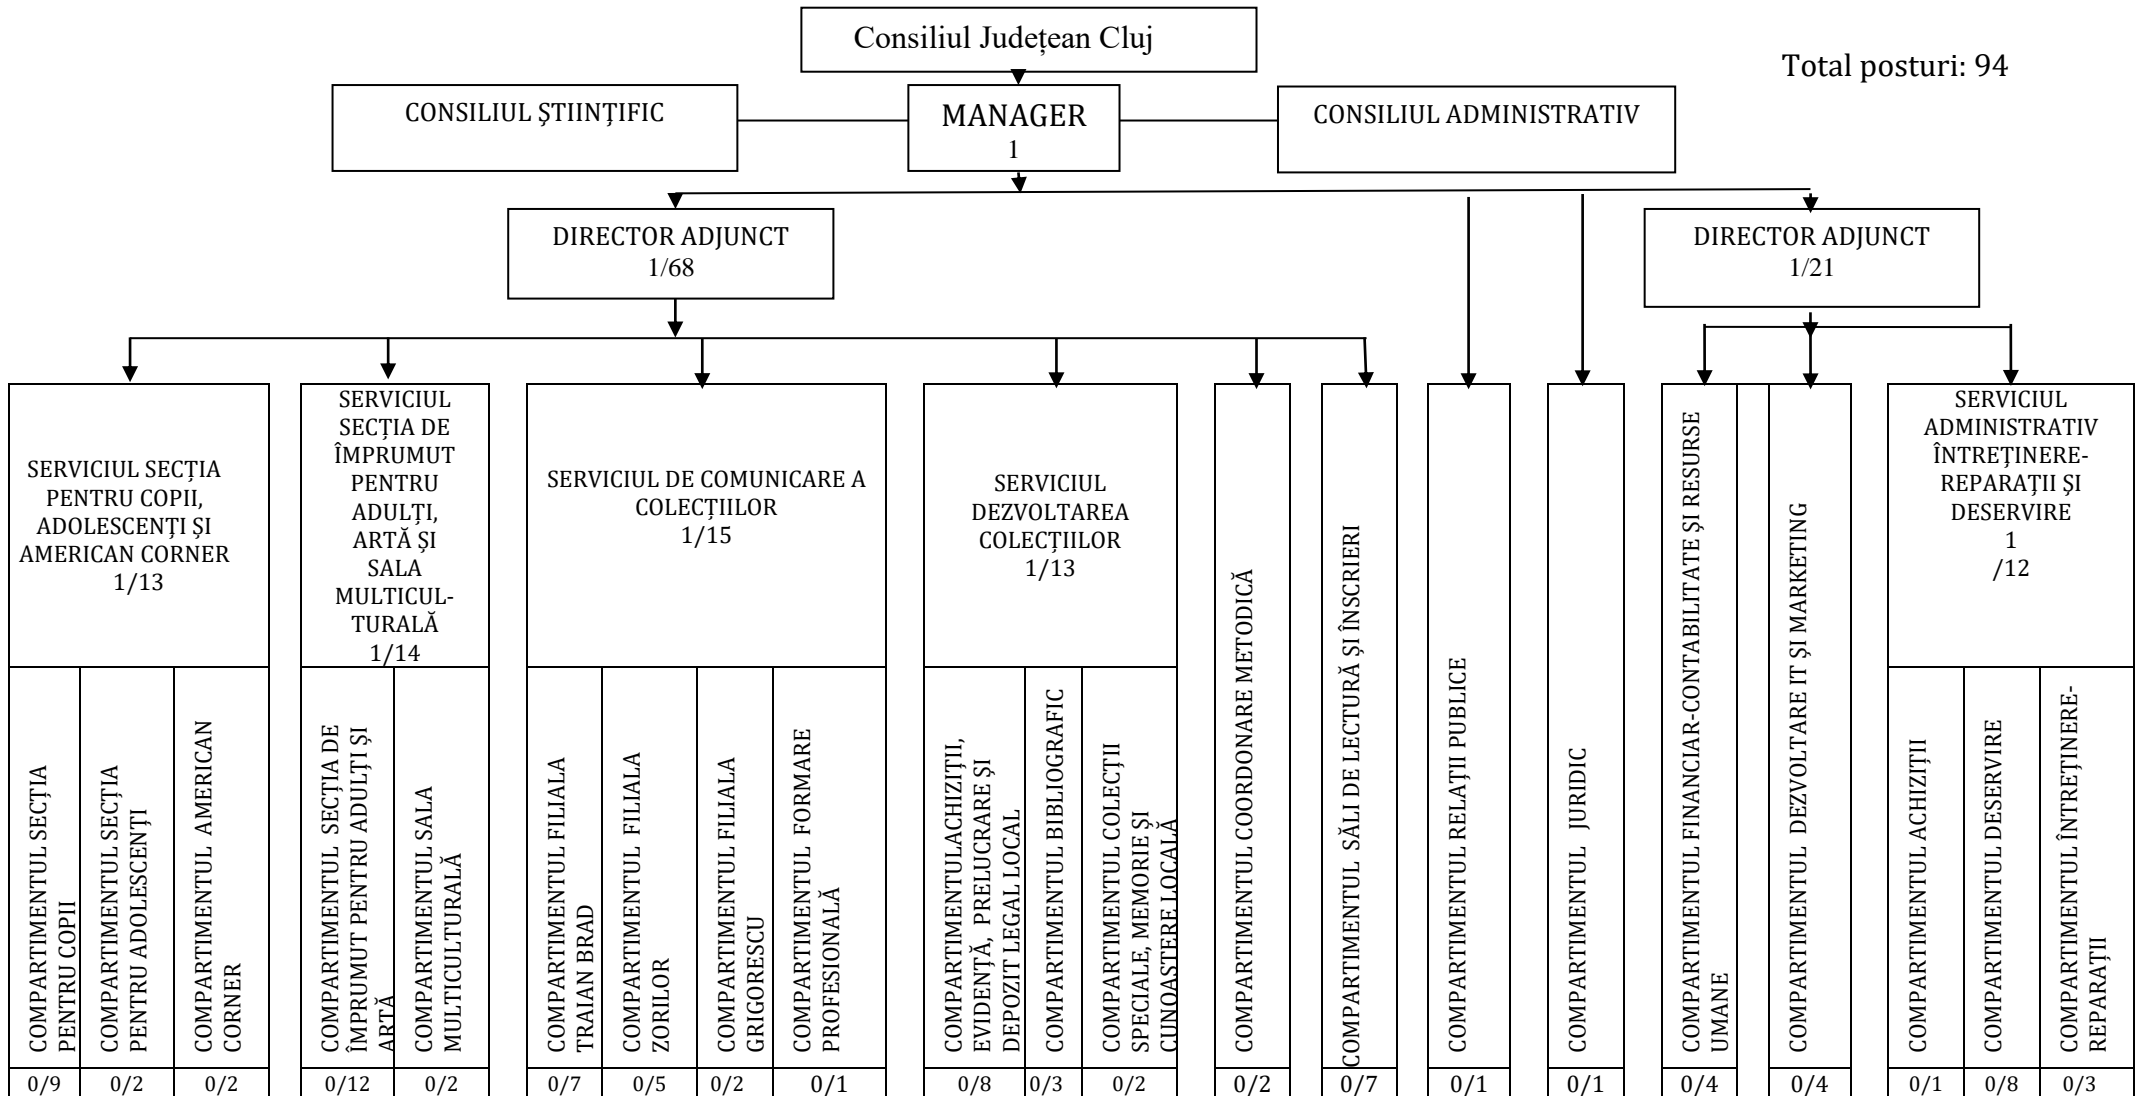 Consiliul Județean Cluj
Total posturi: 94
CONSILIUL ŞTIINŢIFIC
MANAGER
1
CONSILIUL ADMINISTRATIV
DIRECTOR ADJUNCT
1/68
DIRECTOR ADJUNCT
1/21
SERVICIUL SECȚIA
PENTRU COPII,
ADOLESCENȚI ȘI
AMERICAN CORNER
1/13
SERVICIUL
SECȚIA DE
ÎMPRUMUT
PENTRU
ADULȚI,
ARTĂ ȘI
SALA
MULTICUL-
TURALĂ
1/14
SERVICIUL DE COMUNICARE A
COLECȚIILOR
1/15
SERVICIUL
DEZVOLTAREA
COLECȚIILOR
1/13
COMPARTIMENTUL COORDONARE METODICĂ
COMPARTIMENTUL SĂLI DE LECTURĂ ȘI ÎNSCRIERI
COMPARTIMENTUL RELAȚII PUBLICE
COMPARTIMENTUL JURIDIC
COMPARTIMENTUL FINANCIAR-CONTABILITATE ȘI RESURSE
UMANE
COMPARTIMENTUL DEZVOLTARE IT ȘI MARKETING
SERVICIUL
ADMINISTRATIV
ÎNTREȚINERE-
REPARAȚII ȘI
DESERVIRE
1
/12
COMPARTIMENTUL SECȚIA
PENTRU COPII
COMPARTIMENTUL SECȚIA
PENTRU ADOLESCENȚI
COMPARTIMENTUL AMERICAN
CORNER
COMPARTIMENTUL SECȚIA DE
ÎMPRUMUT PENTRU ADULȚI ȘI
ARTĂ
COMPARTIMENTUL SALA
MULTICULTURALĂ
COMPARTIMENTUL FILIALA
TRAIAN BRAD
COMPARTIMENTUL FILIALA
ZORILOR
COMPARTIMENTUL FILIALA
GRIGORESCU
COMPARTIMENTUL FORMARE
PROFESIONALĂ
COMPARTIMENTULACHIZIȚII,
EVIDENȚĂ, PRELUCRARE ȘI
DEPOZIT LEGAL LOCAL
COMPARTIMENTUL BIBLIOGRAFIC
COMPARTIMENTUL COLECȚII
SPECIALE, MEMORIE ȘI
CUNOAȘTERE LOCALĂ
COMPARTIMENTUL ACHIZIȚII
COMPARTIMENTUL DESERVIRE
COMPARTIMENTUL ÎNTREȚINERE-
REPARAȚII
0/9 0/2 0/2 0/12 0/2 0/7 0/5 0/2 0/1 0/8 0/3 0/2 0/2 0/7 0/1 0/1 0/4 0/4 0/1 0/8 0/3